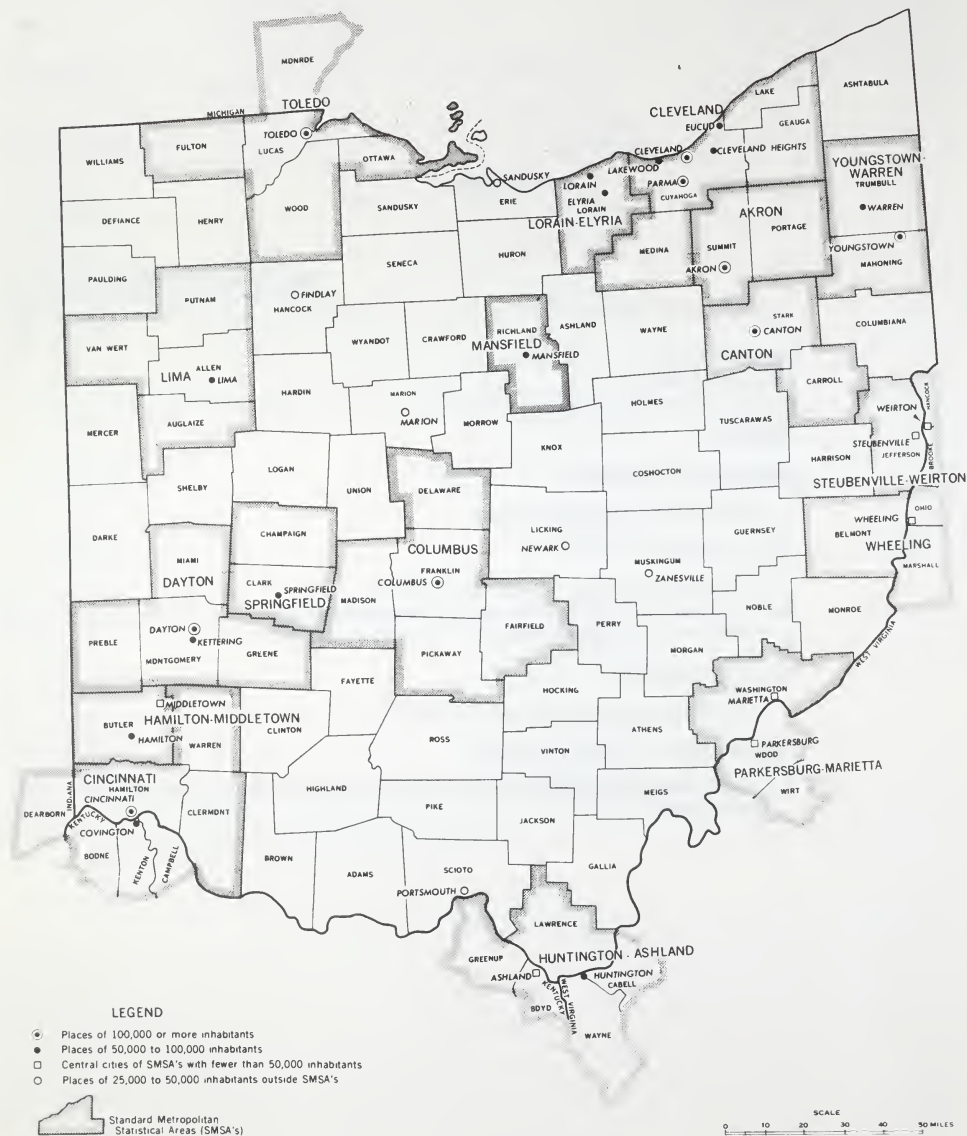 MONROE
MICHIGAN
TOLEDO
TOLEDO
LUCAS
WILLIAMS
FULTON
OTTAWA
WOOD
DEFIANCE
HENRY
SANDUSKY
SANDUSKY
ERIE
PAULDING
PUTNAM
SENECA
HURON
CLEVELAND
EUCLID
CLEVELAND
CLEVELAND HEIGHTS
LAKEWOOD
PARMA
CUYAHOGA
LAKE
GEAUGA
ASHTABULA
LORAIN
ELYRIA
LORAIN
LORAIN-ELYRIA
YOUNGSTOWN-
WARREN
TRUMBULL
WARREN
YOUNGSTOWN
MAHONING
AKRON
SUMMIT
PORTAGE
AKRON
MEDINA
VAN WERT
ALLEN
LIMA
LIMA
AUGLAIZE
HANCOCK
FINDLAY
WYANDOT
CRAWFORD
RICHLAND
MANSFIELD
MANSFIELD
ASHLAND
WAYNE
STARK
CANTON
CANTON
COLUMBIANA
CARROLL
MERCER
HARDIN
MARION
MARION
MORROW
KNOX
HOLMES
TUSCARAWAS
HARRISON
WEIRTON
HANCOCK
STEUBENVILLE
JEFFERSON
BROOKE
STEUBENVILLE-WEIRTON
COSHOCTON
LOGAN
UNION
DELAWARE
SHELBY
DARKE
MIAMI
DAYTON
CHAMPAIGN
CLARK
SPRINGFIELD
SPRINGFIELD
MADISON
COLUMBUS
FRANKLIN
COLUMBUS
LICKING
NEWARK
MUSKINGUM
ZANESVILLE
GUERNSEY
BELMONT
WHEELING
OHIO
WHEELING
MARSHALL
PREBLE
DAYTON
KETTERING
MONTGOMERY
GREENE
FAYETTE
PICKAWAY
FAIRFIELD
PERRY
MORGAN
NOBLE
MONROE
WEST VIRGINIA
WASHINGTON
MARIETTA
PARKERSBURG
WOOD
PARKERSBURG-MARIETTA
WIRT
MIDDLETOWN
HAMILTON-MIDDLETOWN
BUTLER
HAMILTON
WARREN
CLINTON
HOCKING
ATHENS
VINTON
ROSS
HIGHLAND
PIKE
JACKSON
MEIGS
GALLIA
CINCINNATI
HAMILTON
CINCINNATI
DEARBORN
INDIANA
KENTUCKY
COVINGTON
BOONE
KENTON
CAMPBELL
CLERMONT
BROWN
ADAMS
SCIOTO
PORTSMOUTH
LAWRENCE
GREENUP
HUNTINGTON - ASHLAND
ASHLAND
HUNTINGTON
CABELL
KENTUCKY
WEST VIRGINIA
BOYD
WAYNE
LEGEND
Places of 100,000 or more inhabitants
Places of 50,000 to 100,000 inhabitants
Central cities of SMSA's with fewer than 50,000 inhabitants
Places of 25,000 to 50,000 inhabitants outside SMSA's
Standard Metropolitan
Statistical Areas (SMSA's)
SCALE
0 10 20 30 40 50 MILES